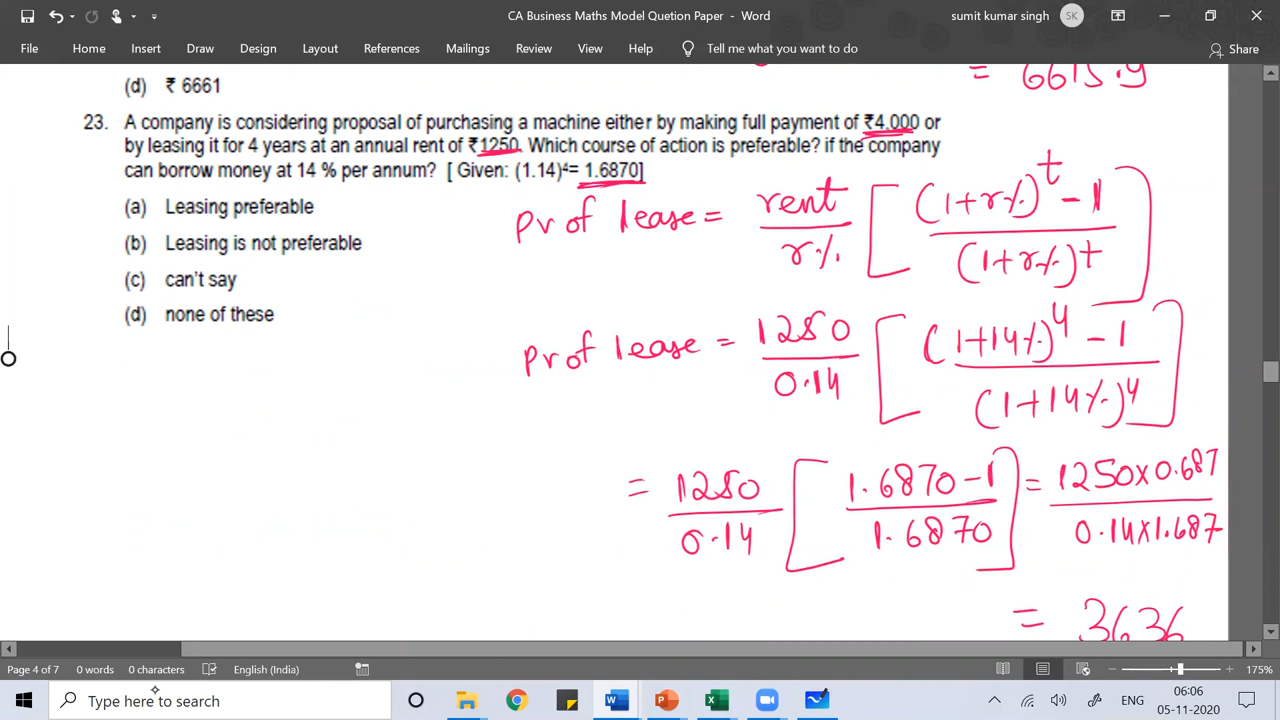 CA Business Maths Model Quetion Paper - Word
sumit kumar singh SK
File Home Insert Draw Design Layout References Mailings Review View Help Tell me what you want to do Share
= 6615.9
(d) ₹ 6661
23. A company is considering proposal of purchasing a machine either by making full payment of ₹4,000 or
by leasing it for 4 years at an annual rent of ₹1250. Which course of action is preferable? if the company
can borrow money at 14 % per annum? [ Given: (1.14)⁴= 1.6870]
(a) Leasing preferable
(b) Leasing is not preferable
(c) can't say
(d) none of these
Pv of lease = rent / r% [ (1+r%)^t - 1 / (1+r%)^t ]
Pv of lease = 1250 / 0.14 [ (1+14%)^4 - 1 / (1+14%)^4 ]
= 1250 / 0.14 [ 1.6870 - 1 / 1.6870 ] = 1250×0.687 / 0.14×1.687
= 3636
Page 4 of 7 0 words 0 characters English (India) 175%
Type here to search
ENG
06:06
05-11-2020